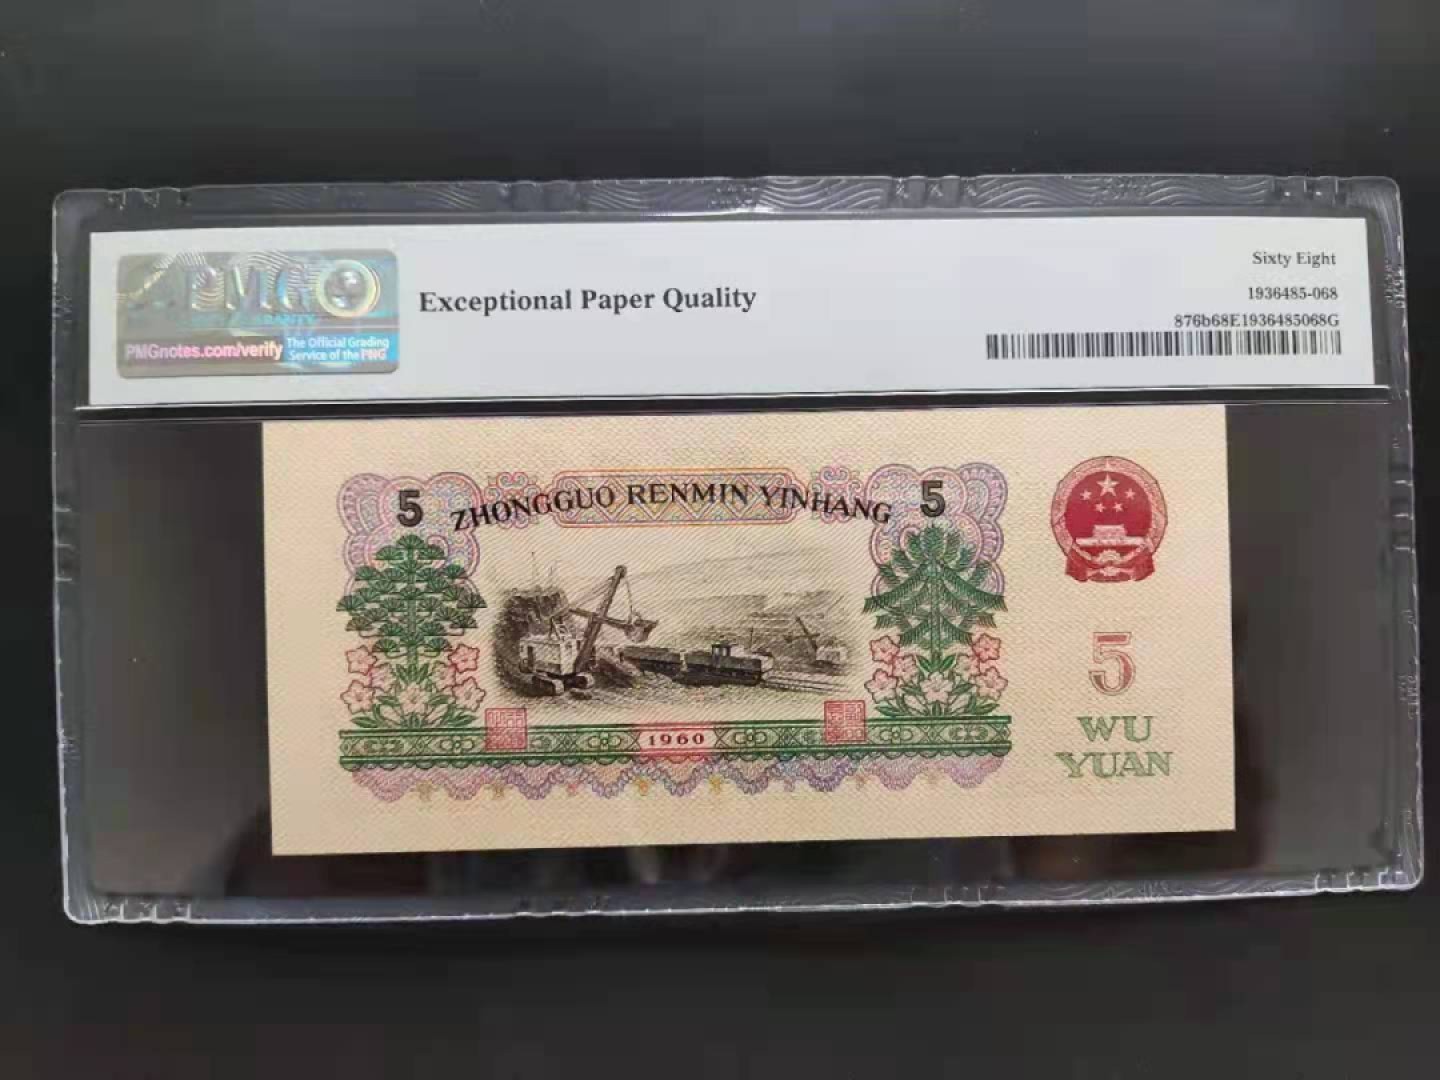 PMG
PMGnotes.com/verify
The Official Grading
Service of the PNG
Exceptional Paper Quality
Sixty Eight
1936485-068
876b68E1936485068G
5
ZHONGGUO RENMIN YINHANG
5
1960
5
WU
YUAN